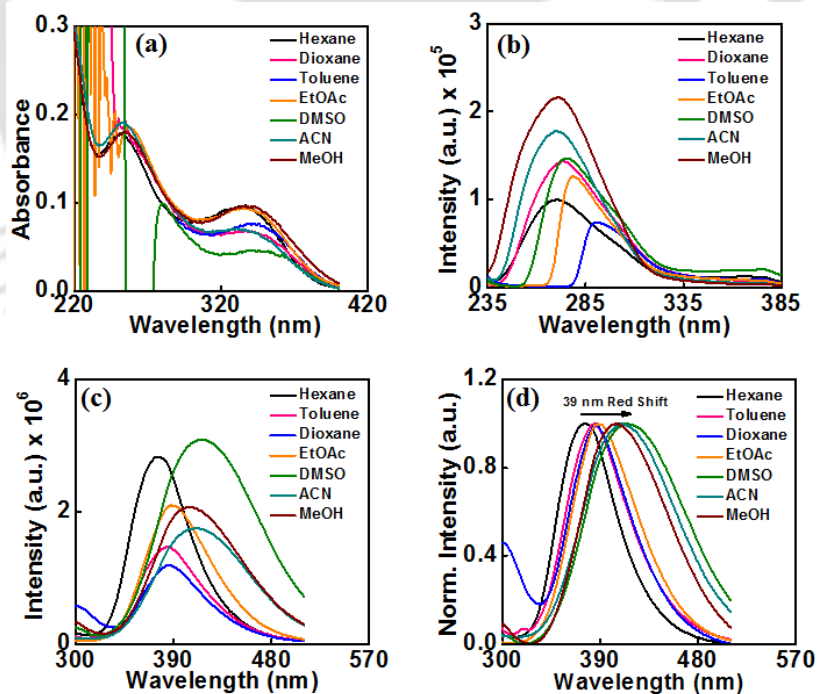 (a)
Hexane
Dioxane
Toluene
EtOAc
DMSO
ACN
MeOH
0.3
0.2
0.1
0.0
Absorbance
220 320 420
Wavelength (nm)
(b)
Hexane
Dioxane
Toluene
EtOAc
DMSO
ACN
MeOH
3
2
1
0
Intensity (a.u.) x 10^5
235 285 335 385
Wavelength (nm)
(c)
Hexane
Toluene
Dioxane
EtOAc
DMSO
ACN
MeOH
4
2
0
Intensity (a.u.) x 10^6
300 390 480 570
Wavelength (nm)
(d)
39 nm Red Shift
Hexane
Toluene
Dioxane
EtOAc
DMSO
ACN
MeOH
1.2
0.8
0.4
0.0
Norm. Intensity (a.u.)
300 390 480 570
Wavelength (nm)